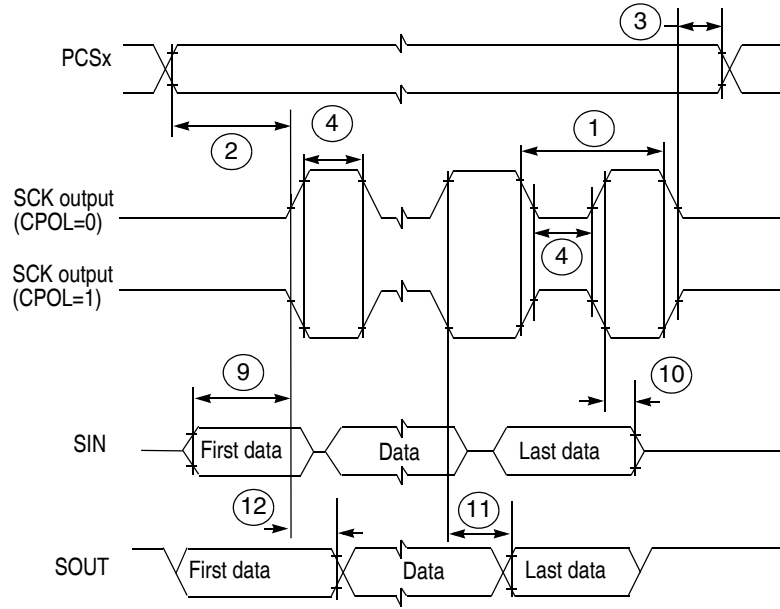 3
PCSx
2
4
1
SCK output
(CPOL=0)
4
SCK output
(CPOL=1)
9
10
SIN
First data
Data
Last data
12
11
SOUT
First data
Data
Last data